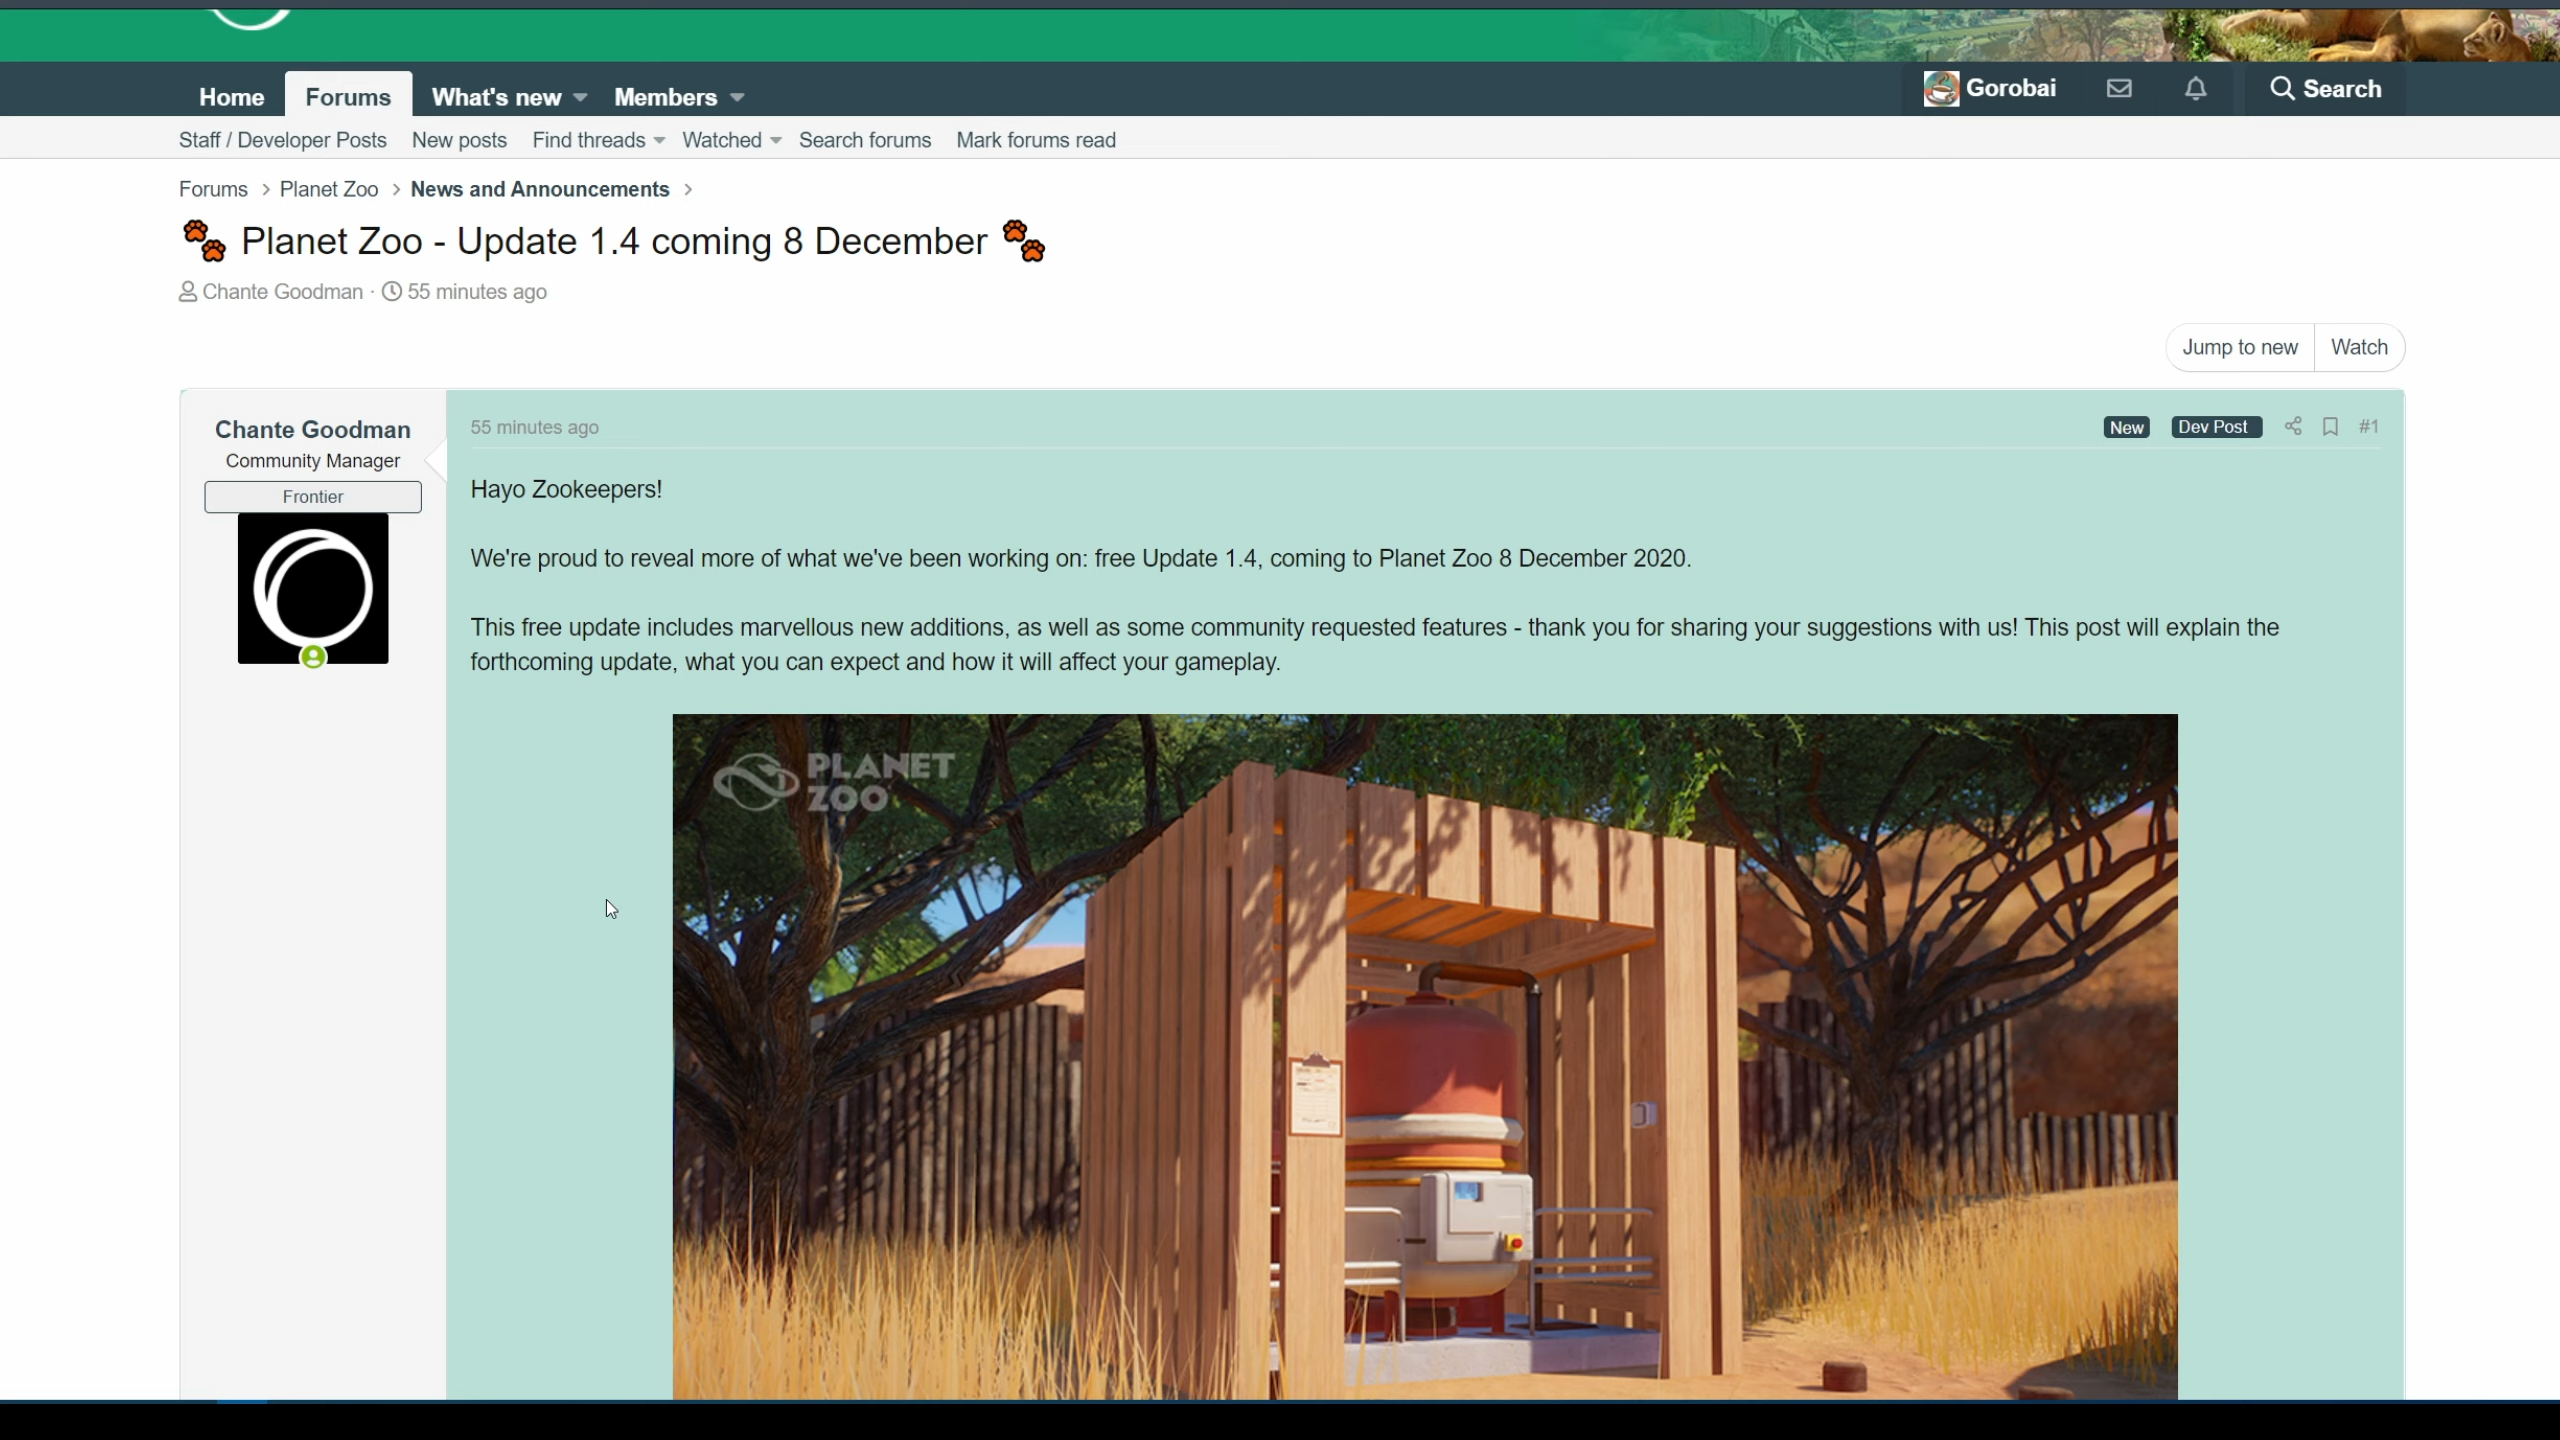 Home Forums What's new Members Gorobai Search
Staff / Developer Posts New posts Find threads Watched Search forums Mark forums read
Forums > Planet Zoo > News and Announcements >
Planet Zoo - Update 1.4 coming 8 December
Chante Goodman · 55 minutes ago
Jump to new Watch
Chante Goodman
Community Manager
Frontier
55 minutes ago New Dev Post #1
Hayo Zookeepers!
We're proud to reveal more of what we've been working on: free Update 1.4, coming to Planet Zoo 8 December 2020.
This free update includes marvellous new additions, as well as some community requested features - thank you for sharing your suggestions with us! This post will explain the
forthcoming update, what you can expect and how it will affect your gameplay.
PLANET
ZOO